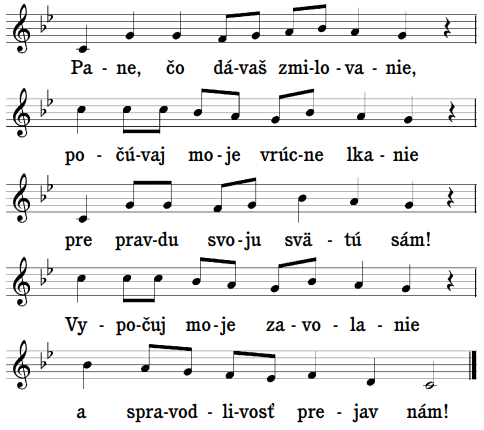 Pa - ne, čo dá-vaš zmi-lo-va-nie,
po - čú-vaj mo-je vrúc-ne lka - nie
pre prav-du svo-ju svä - tú sám!
Vy-po-čuj mo-je za-vo-la-nie
a spra-vod-li-vosť pre-jav nám!